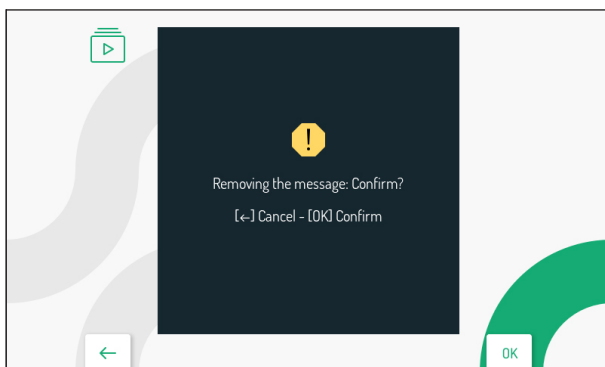 !
Removing the message: Confirm?
[←] Cancel - [OK] Confirm
← OK